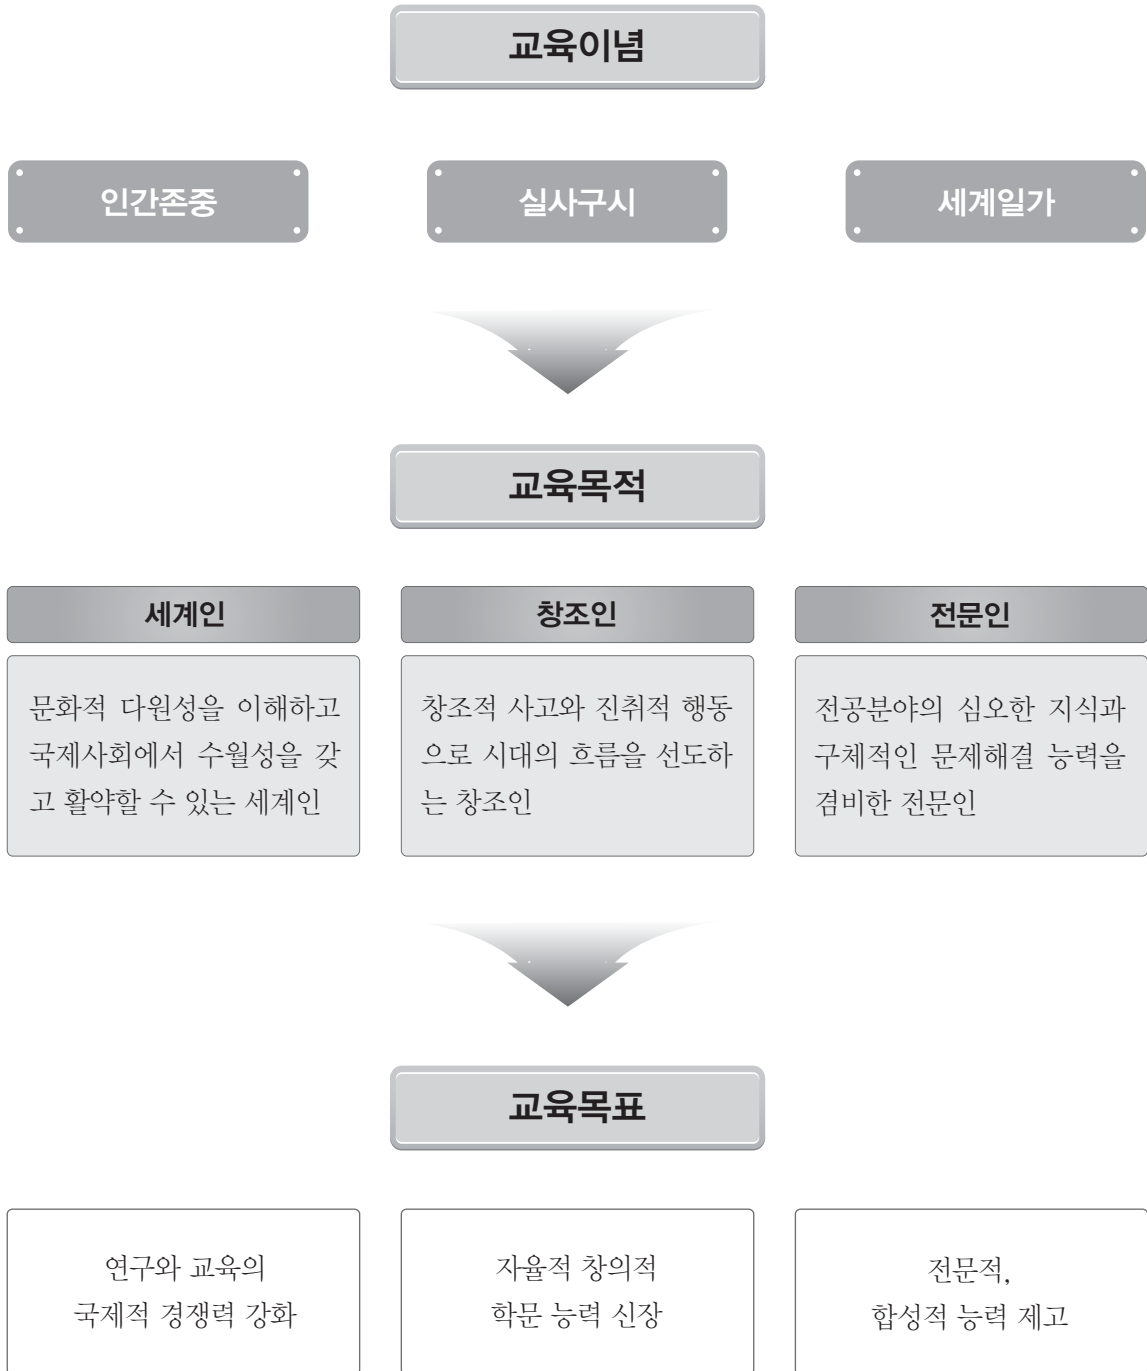 교육이념
인간존중
실사구시
세계일가
교육목적
세계인
문화적 다원성을 이해하고
국제사회에서 수월성을 갖
고 활약할 수 있는 세계인
창조인
창조적 사고와 진취적 행동
으로 시대의 흐름을 선도하
는 창조인
전문인
전공분야의 심오한 지식과
구체적인 문제해결 능력을
겸비한 전문인
교육목표
연구와 교육의
국제적 경쟁력 강화
자율적 창의적
학문 능력 신장
전문적,
합성적 능력 제고